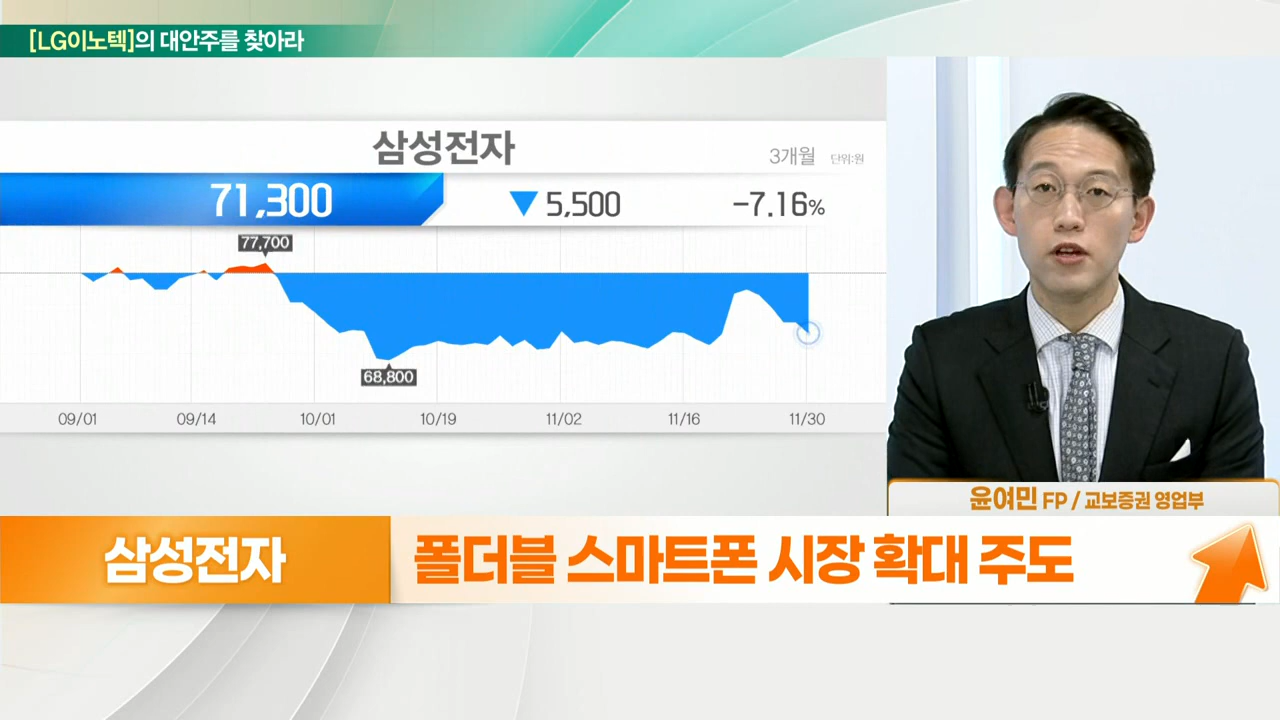 [LG이노텍]의 대안주를 찾아라
삼성전자
3개월 단위:원
71,300 ▼ 5,500 -7.16%
77,700
68,800
09/01 09/14 10/01 10/19 11/02 11/16 11/30
윤여민 FP / 교보증권 영업부
삼성전자 폴더블 스마트폰 시장 확대 주도